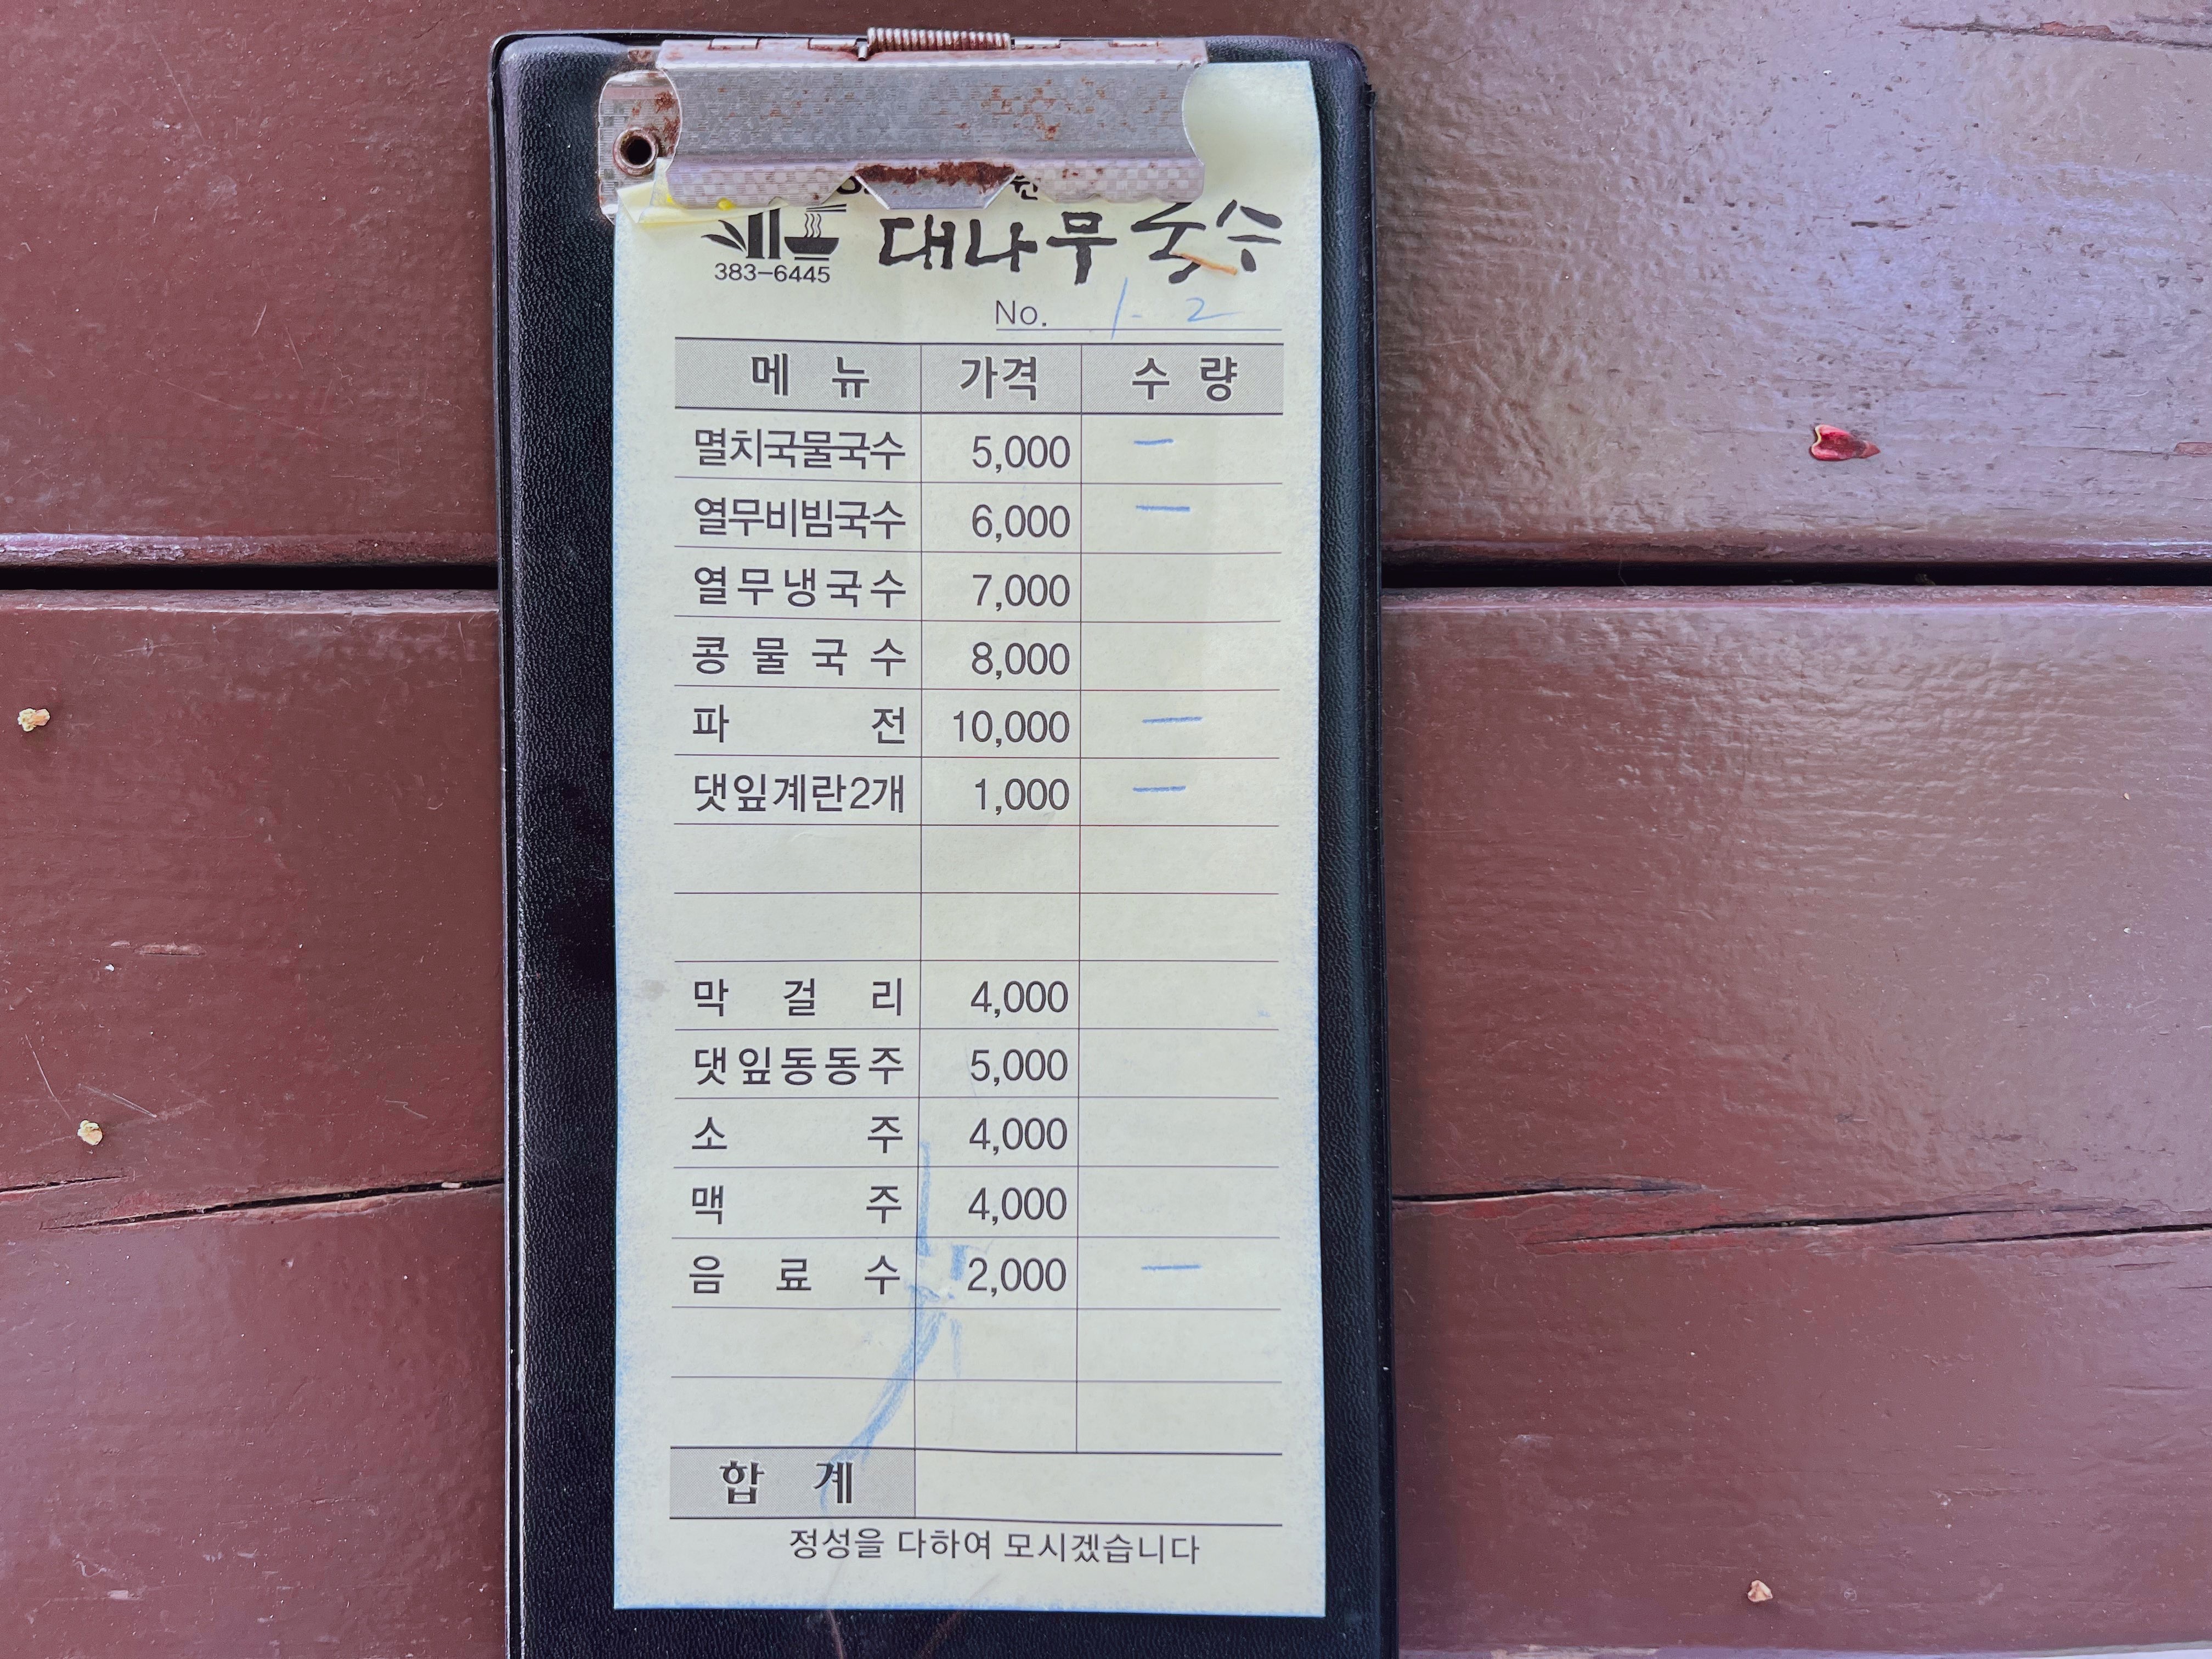 대나무국수
383-6445
No. 1-2
메 뉴 가격 수 량
멸치국물국수 5,000 ㅡ
열무비빔국수 6,000 ㅡ
열무냉국수 7,000
콩물국수 8,000
파 전 10,000 ㅡ
댓잎계란2개 1,000 ㅡ
막 걸 리 4,000
댓잎동동주 5,000
소 주 4,000
맥 주 4,000
음 료 수 2,000 ㅡ
합 계
정성을 다하여 모시겠습니다